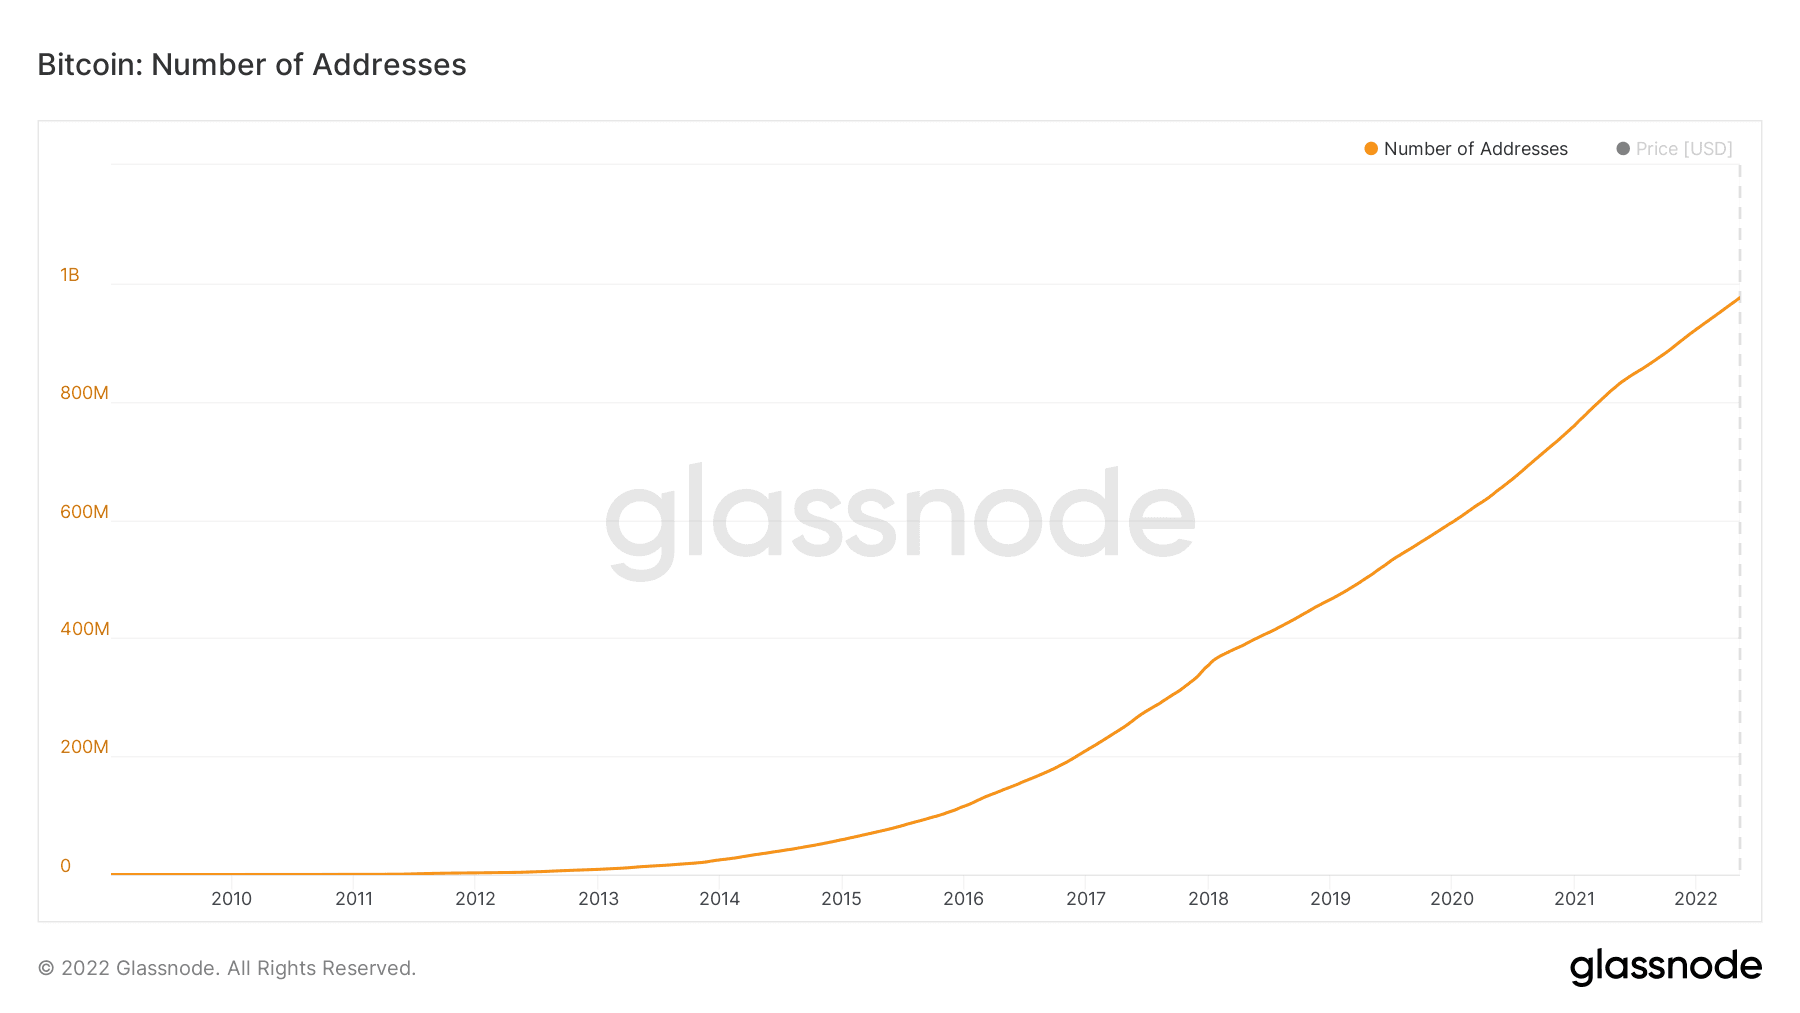 Bitcoin: Number of Addresses
Number of Addresses Price [USD]
1B
800M
600M
400M
200M
0
glassnode
2010 2011 2012 2013 2014 2015 2016 2017 2018 2019 2020 2021 2022
© 2022 Glassnode. All Rights Reserved.
glassnode